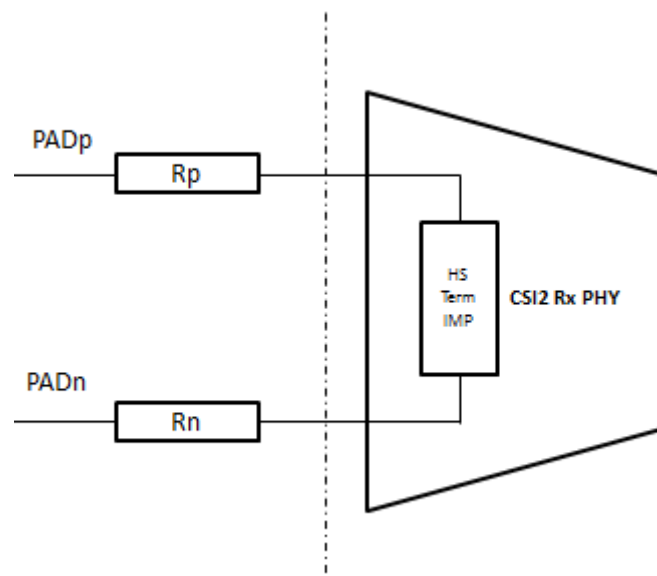 PADp
Rp
HS
Term
IMP
CSI2 Rx PHY
PADn
Rn